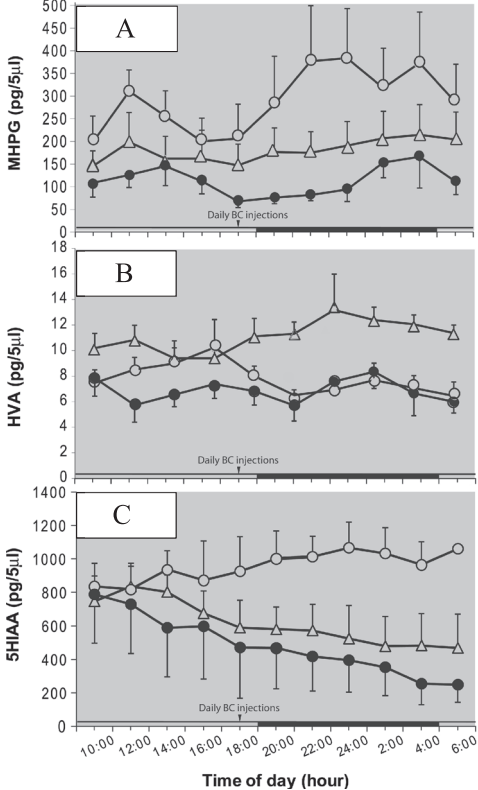 A
MHPG (pg/5μl)
500
450
400
350
300
250
200
150
100
50
0
Daily BC injections
B
HVA (pg/5μl)
18
16
14
12
10
8
6
4
2
0
Daily BC injections
C
5HIAA (pg/5μl)
1400
1200
1000
800
600
400
200
0
Daily BC injections
10:00 12:00 14:00 16:00 18:00 20:00 22:00 24:00 2:00 4:00 6:00
Time of day (hour)